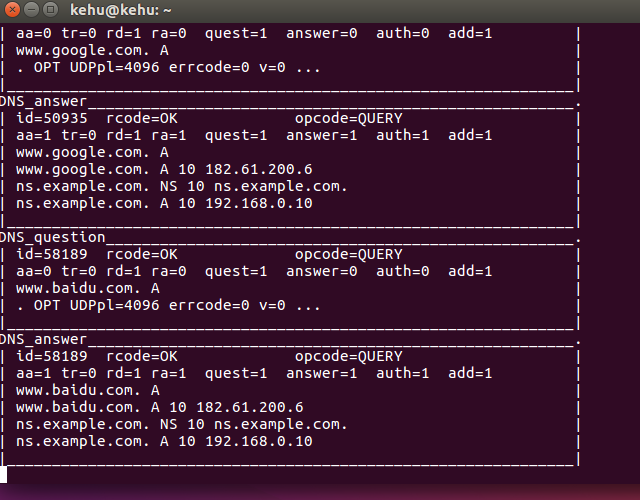 kehu@kehu: ~
| aa=0 tr=0 rd=1 ra=0  quest=1  answer=0  auth=0  add=1         |
| www.google.com. A                                             |
| . OPT UDPpl=4096 errcode=0 v=0 ...                            |
|_______________________________________________________________|
DNS_answer______________________________________________________.
| id=50935  rcode=OK             opcode=QUERY                   |
| aa=1 tr=0 rd=1 ra=1  quest=1  answer=1  auth=1  add=1         |
| www.google.com. A                                             |
| www.google.com. A 10 182.61.200.6                             |
| ns.example.com. NS 10 ns.example.com.                         |
| ns.example.com. A 10 192.168.0.10                             |
|_______________________________________________________________|
DNS_question____________________________________________________.
| id=58189  rcode=OK             opcode=QUERY                   |
| aa=0 tr=0 rd=1 ra=0  quest=1  answer=0  auth=0  add=1         |
| www.baidu.com. A                                              |
| . OPT UDPpl=4096 errcode=0 v=0 ...                            |
|_______________________________________________________________|
DNS_answer______________________________________________________.
| id=58189  rcode=OK             opcode=QUERY                   |
| aa=1 tr=0 rd=1 ra=1  quest=1  answer=1  auth=1  add=1         |
| www.baidu.com. A                                              |
| www.baidu.com. A 10 182.61.200.6                              |
| ns.example.com. NS 10 ns.example.com.                         |
| ns.example.com. A 10 192.168.0.10                             |
|_______________________________________________________________|